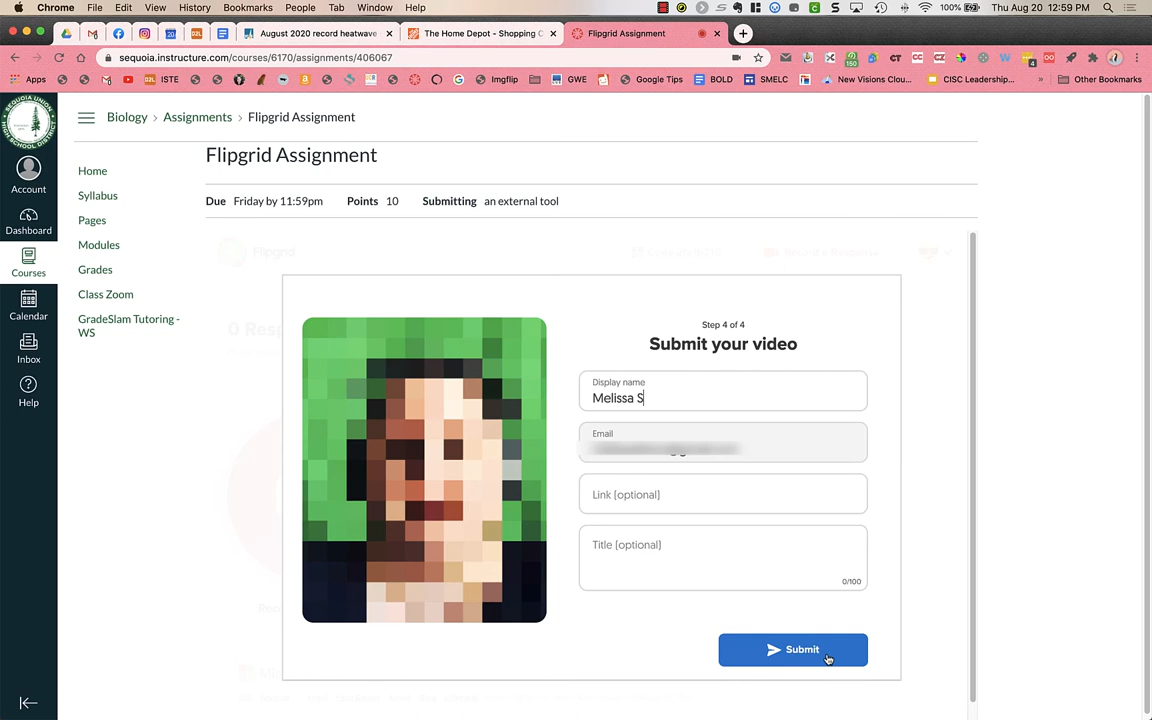 Chrome File Edit View History Bookmarks People Tab Window Help 100% Thu Aug 20 12:59 PM
August 2020 record heatwave The Home Depot - Shopping C Flipgrid Assignment
sequoia.instructure.com/courses/6170/assignments/406067
Apps ISTE Imgflip GWE Google Tips BOLD SMELC New Visions Clou... CISC Leadership... » Other Bookmarks
Biology > Assignments > Flipgrid Assignment
Account
Dashboard
Courses
Calendar
Inbox
Help
Home
Syllabus
Pages
Modules
Grades
Class Zoom
GradeSlam Tutoring -
WS
Flipgrid Assignment
Due Friday by 11:59pm Points 10 Submitting an external tool
Flipgrid
0 Resp
Step 4 of 4
Submit your video
Display name
Melissa S
Email
Link (optional)
Title (optional)
0/100
Submit